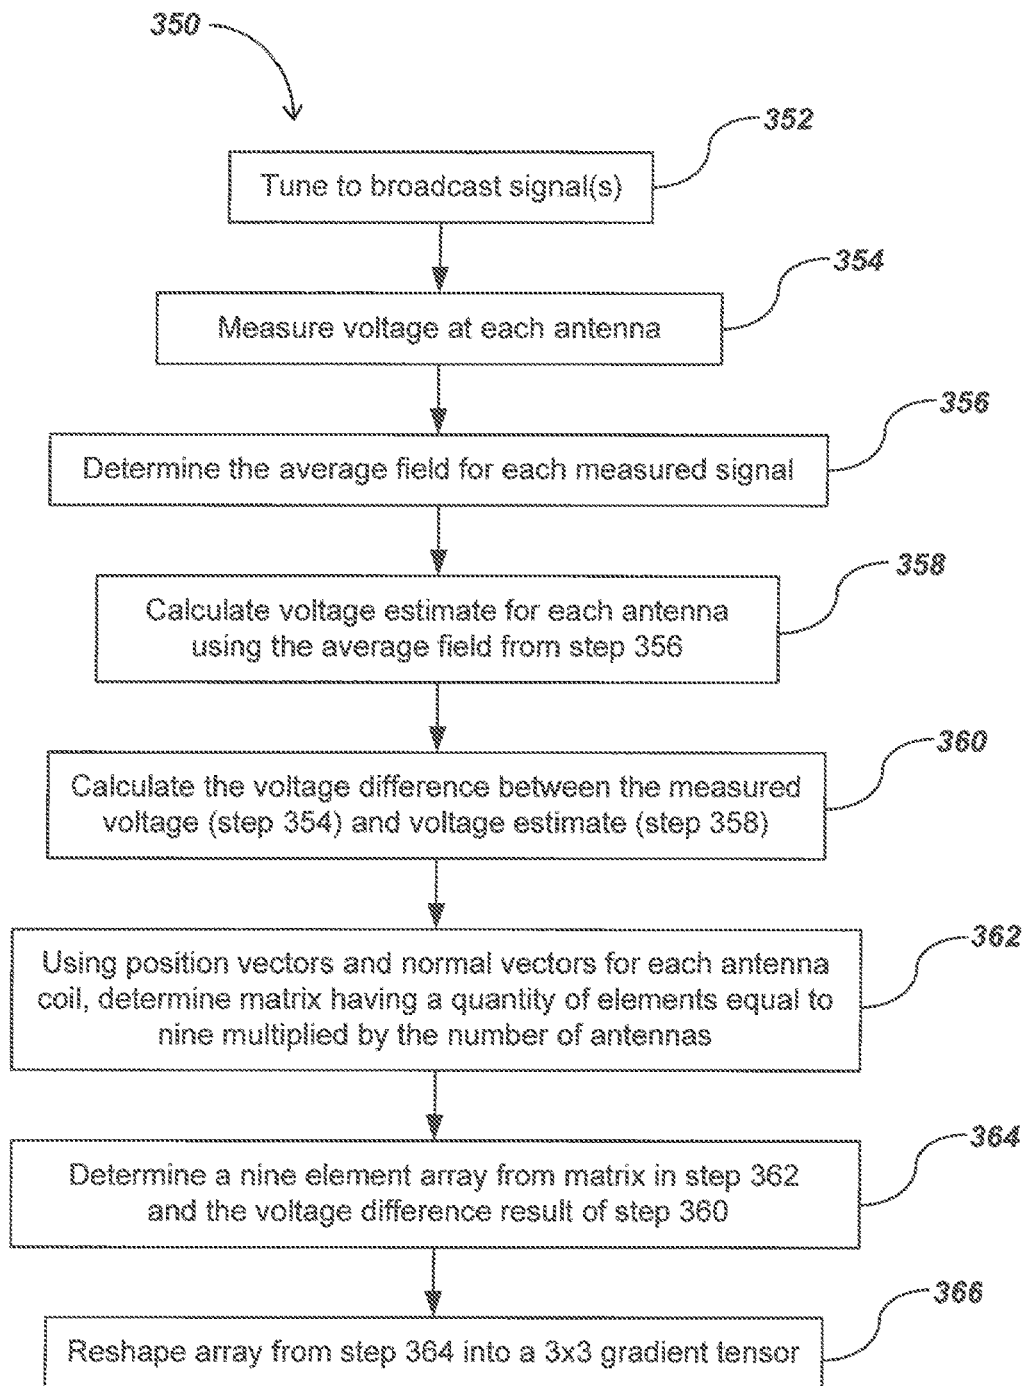 350
352
Tune to broadcast signal(s)
354
Measure voltage at each antenna
356
Determine the average field for each measured signal
358
Calculate voltage estimate for each antenna
using the average field from step 356
360
Calculate the voltage difference between the measured
voltage (step 354) and voltage estimate (step 358)
362
Using position vectors and normal vectors for each antenna
coil, determine matrix having a quantity of elements equal to
nine multiplied by the number of antennas
364
Determine a nine element array from matrix in step 362
and the voltage difference result of step 360
366
Reshape array from step 364 into a 3x3 gradient tensor